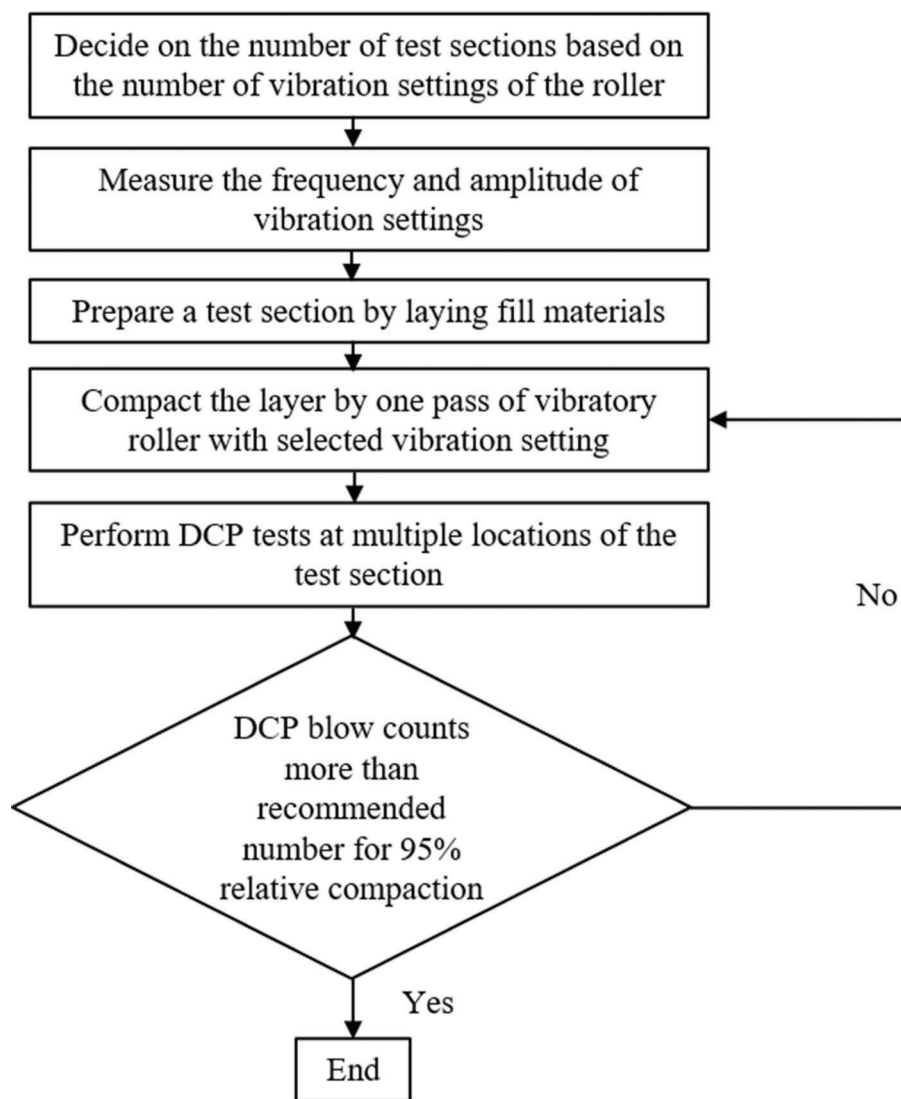 Decide on the number of test sections based on
the number of vibration settings of the roller
Measure the frequency and amplitude of
vibration settings
Prepare a test section by laying fill materials
Compact the layer by one pass of vibratory
roller with selected vibration setting
Perform DCP tests at multiple locations of the
test section
No
DCP blow counts
more than
recommended
number for 95%
relative compaction
Yes
End